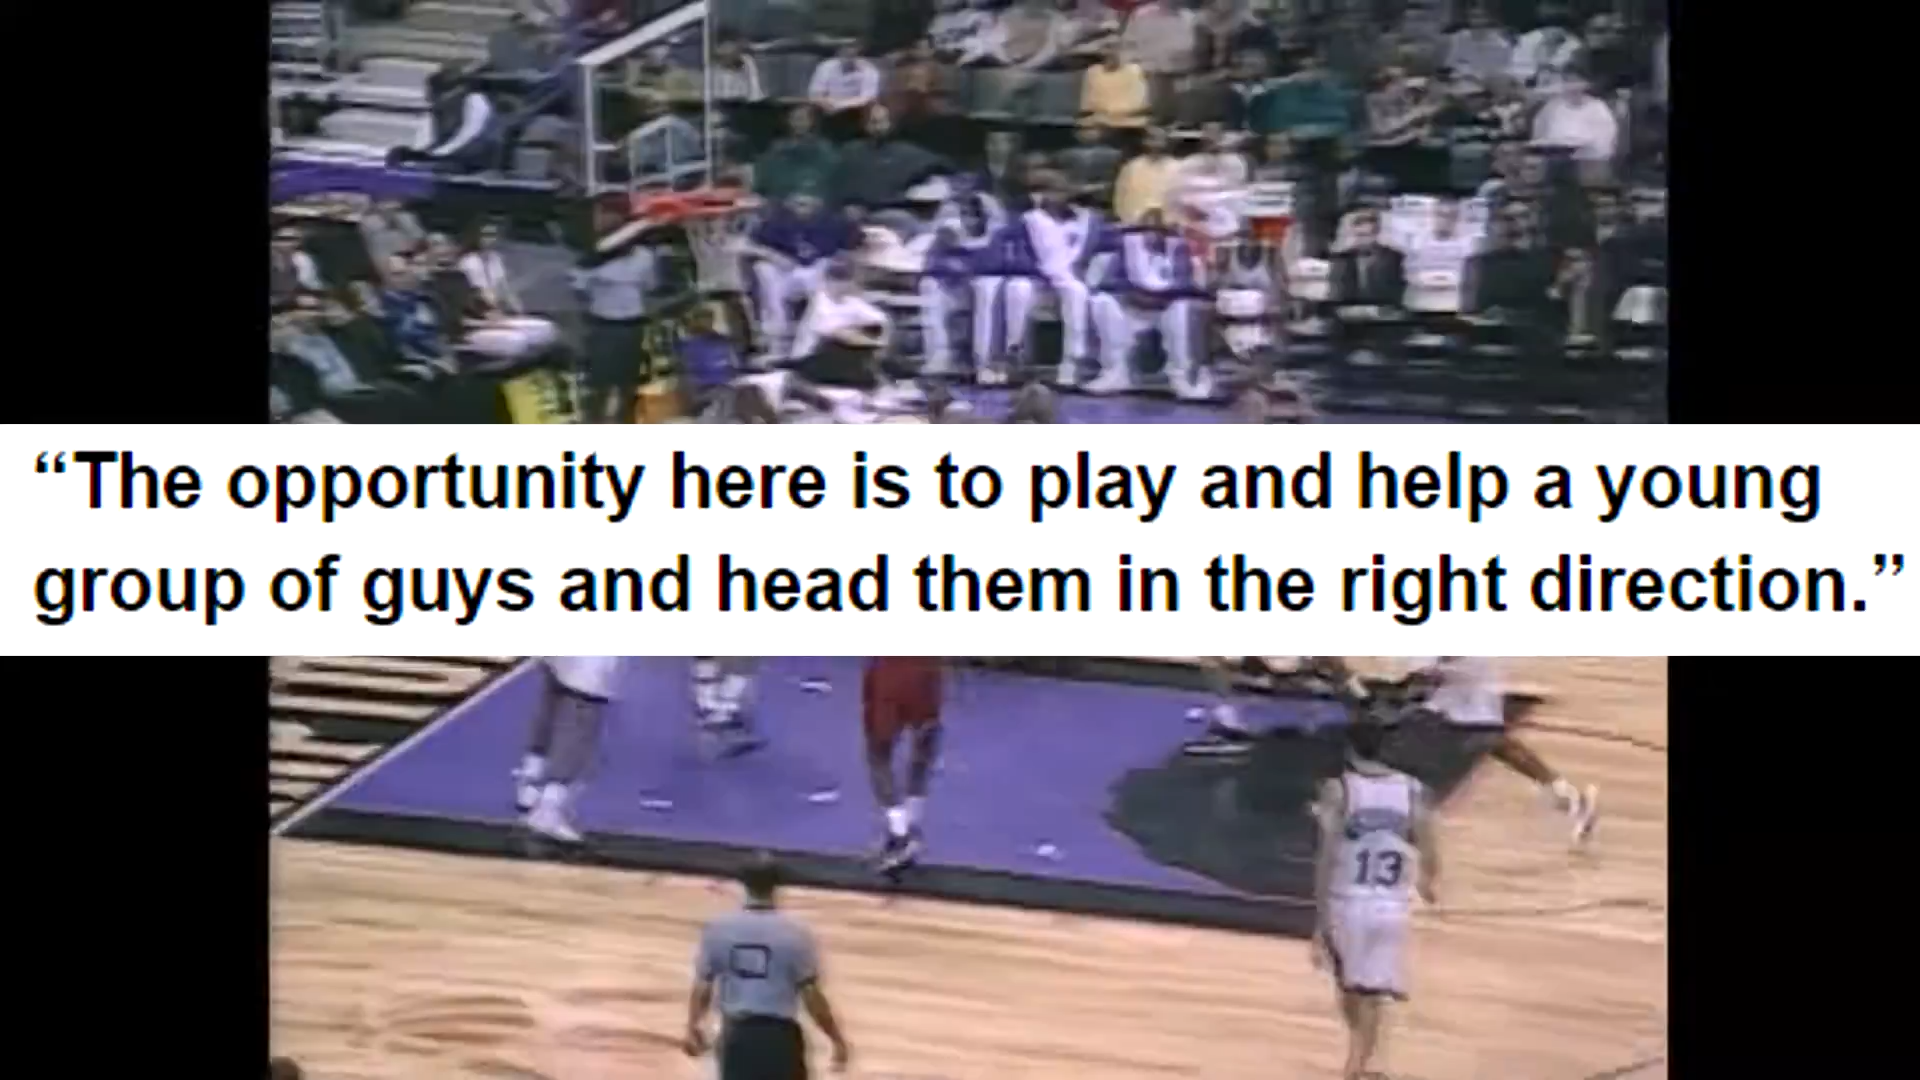 “The opportunity here is to play and help a young
group of guys and head them in the right direction.”
13